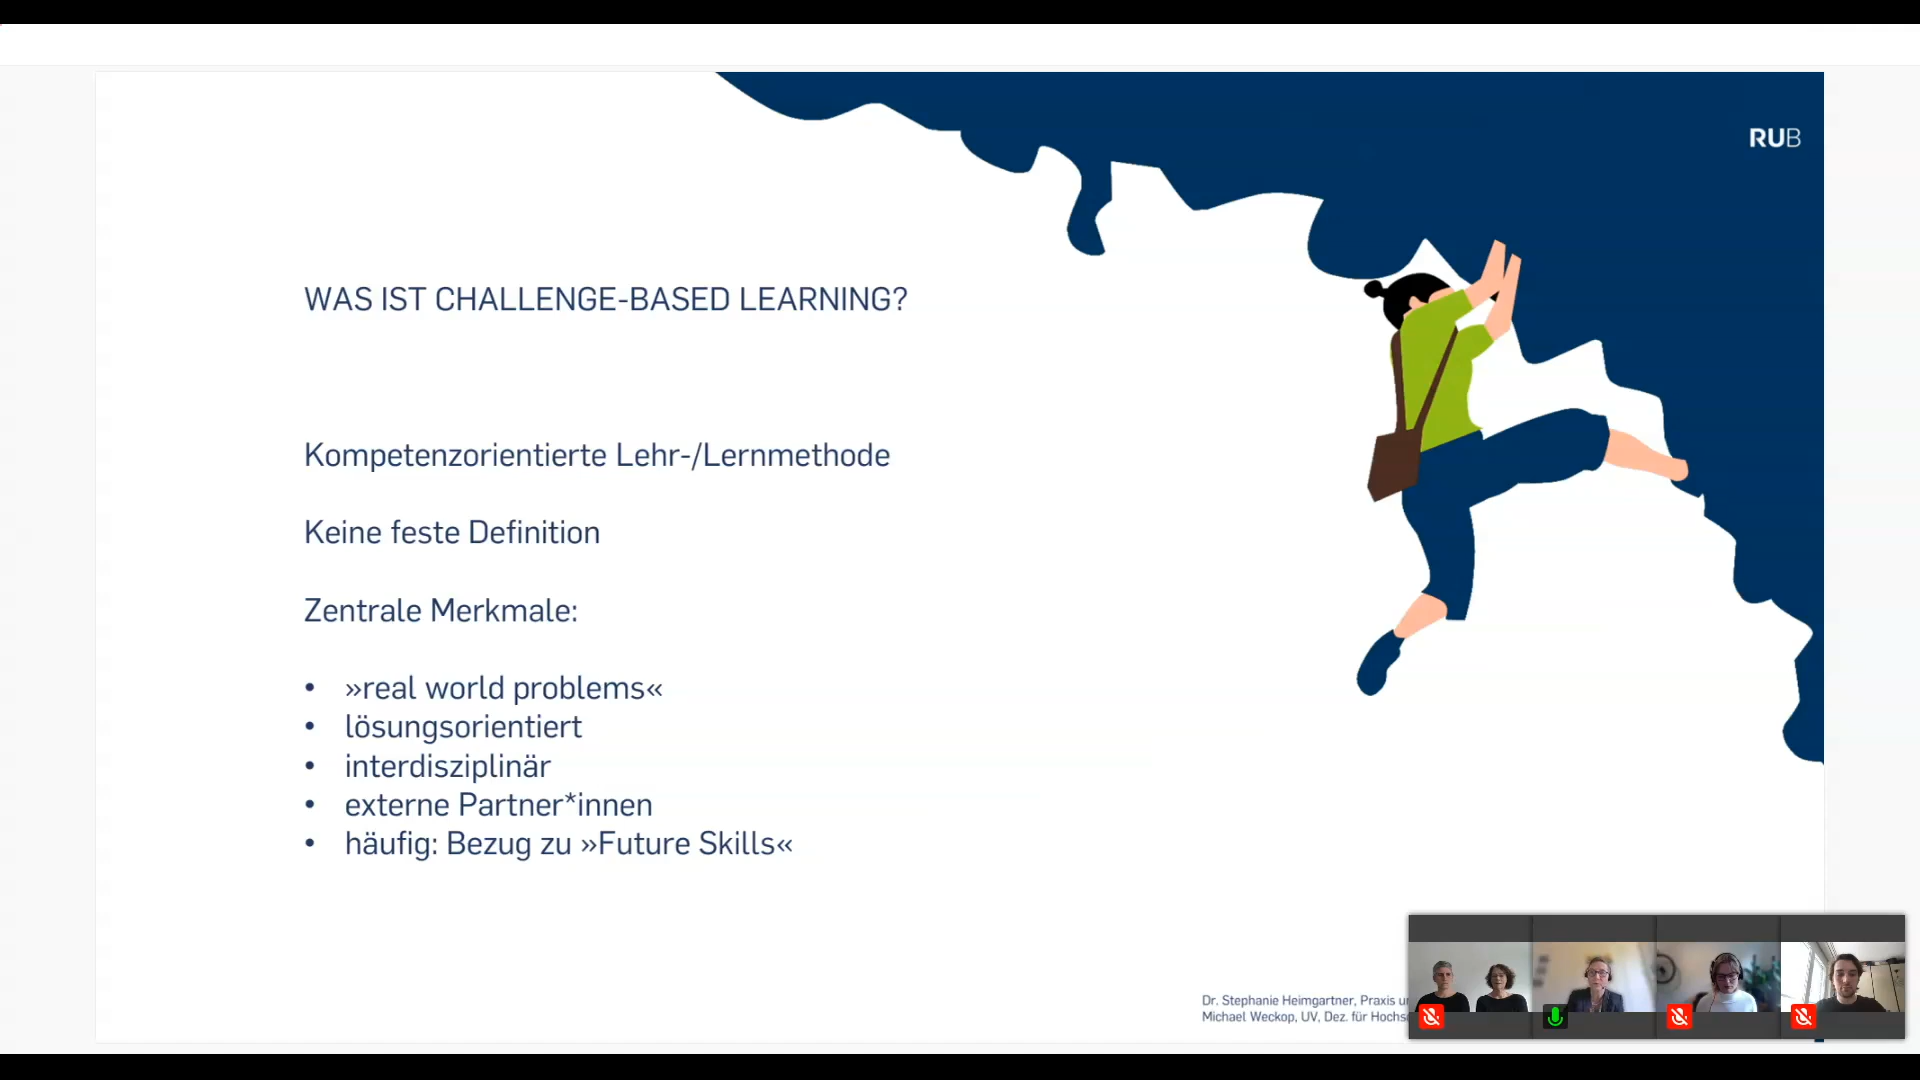 RUB
WAS IST CHALLENGE-BASED LEARNING?
Kompetenzorientierte Lehr-/Lernmethode
Keine feste Definition
Zentrale Merkmale:
• »real world problems«
• lösungsorientiert
• interdisziplinär
• externe Partner*innen
• häufig: Bezug zu »Future Skills«
Dr. Stephanie Heimgartner, Praxis
Michael Weckop, UV, Dez. für